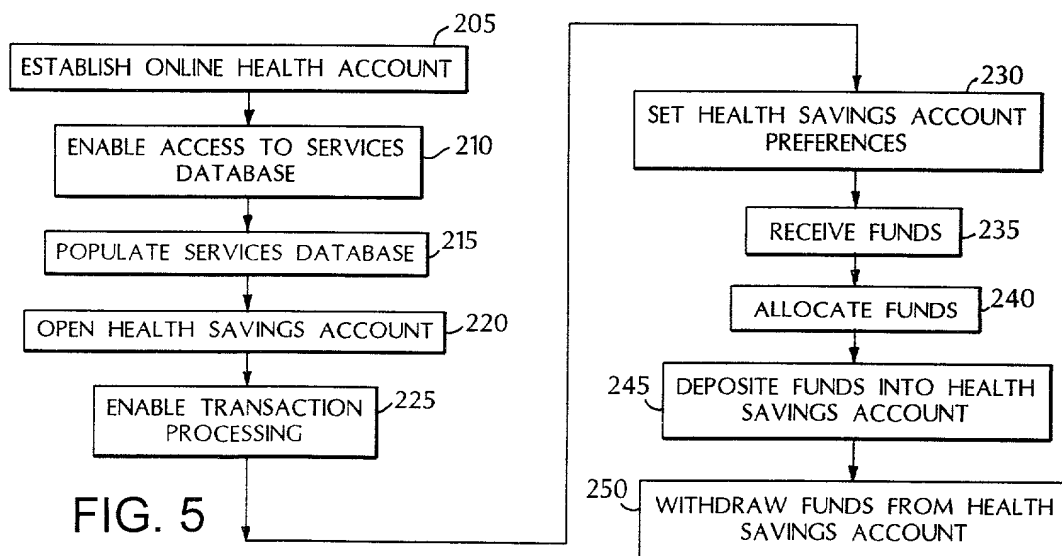 205
ESTABLISH ONLINE HEALTH ACCOUNT
210
ENABLE ACCESS TO SERVICES
DATABASE
215
POPULATE SERVICES DATABASE
220
OPEN HEALTH SAVINGS ACCOUNT
225
ENABLE TRANSACTION
PROCESSING
230
SET HEALTH SAVINGS ACCOUNT
PREFERENCES
235
RECEIVE FUNDS
240
ALLOCATE FUNDS
245
DEPOSITE FUNDS INTO HEALTH
SAVINGS ACCOUNT
250
WITHDRAW FUNDS FROM HEALTH
SAVINGS ACCOUNT
FIG. 5